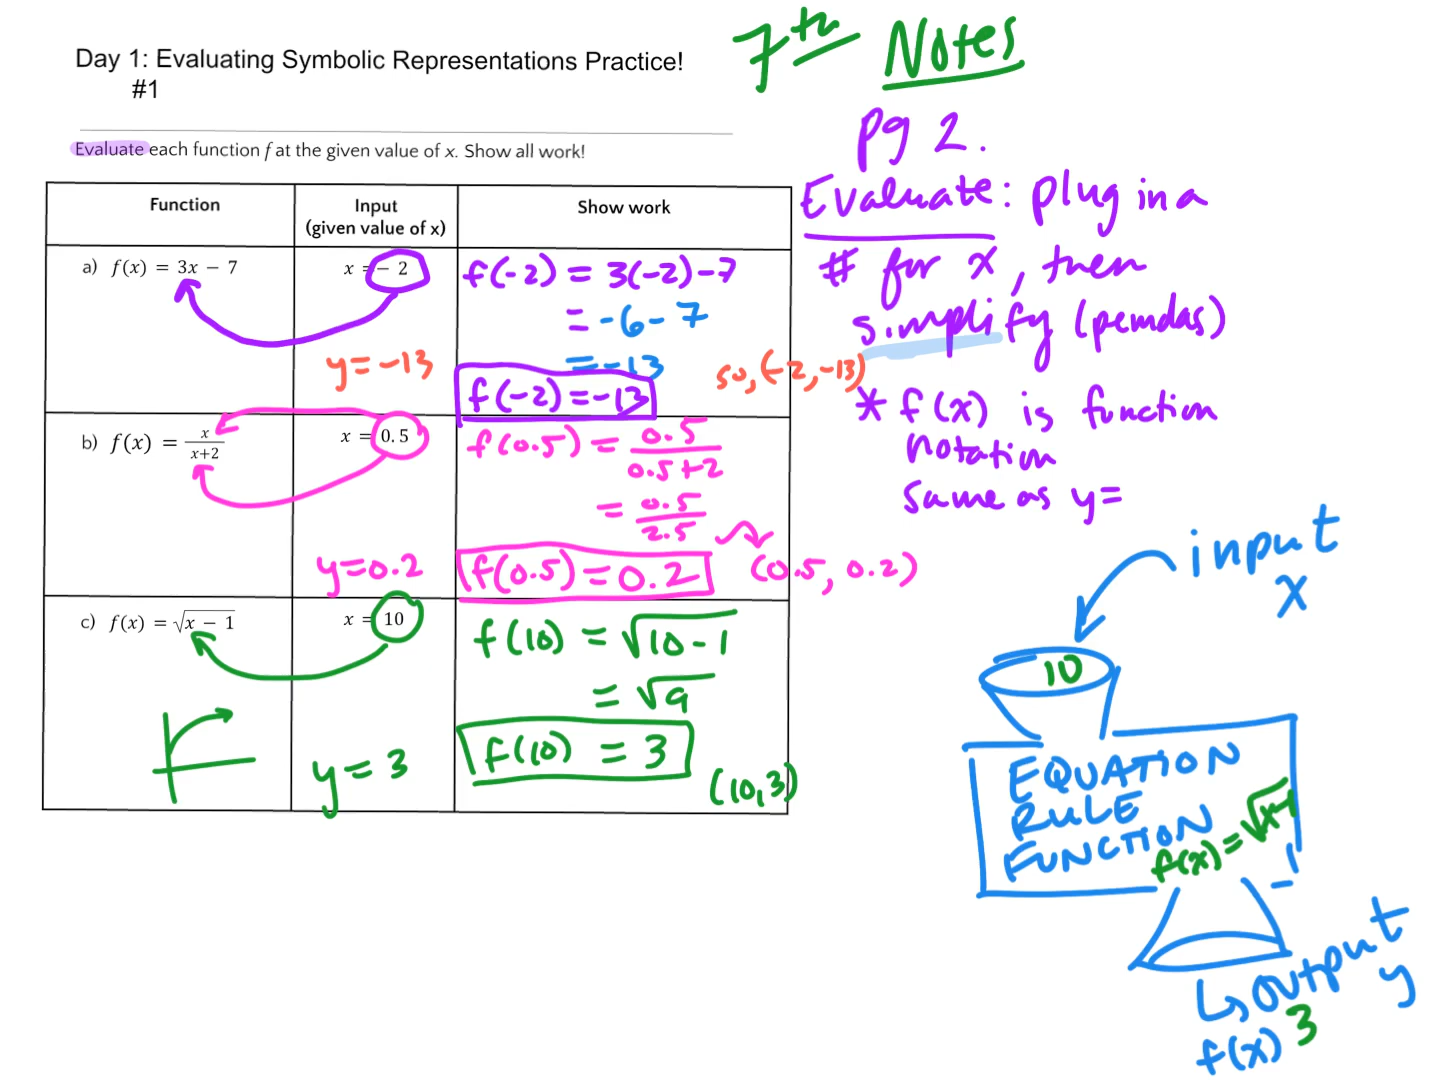 7th Notes
Day 1: Evaluating Symbolic Representations Practice!
#1
pg 2.
Evaluate each function f at the given value of x. Show all work!
Evaluate: plug in a
# for x, then
simplify (pemdas)
* f(x) is function
notation
same as y=
Function
Input
(given value of x)
Show work
a) f(x) = 3x − 7
x = − 2
f(-2) = 3(-2)-7
= -6-7
= -13
y = -13
f(-2) = -13
so, (-2, -13)
b) f(x) = x/(x+2)
x = 0.5
f(0.5) = 0.5/(0.5+2)
= 0.5/2.5
y=0.2
f(0.5) = 0.2
(0.5, 0.2)
c) f(x) = √(x − 1)
x = 10
f(10) = √(10-1)
= √9
y = 3
f(10) = 3
(10,3)
input
x
10
EQUATION
RULE
FUNCTION
f(x) = √(x-1)
output
y
f(x) 3